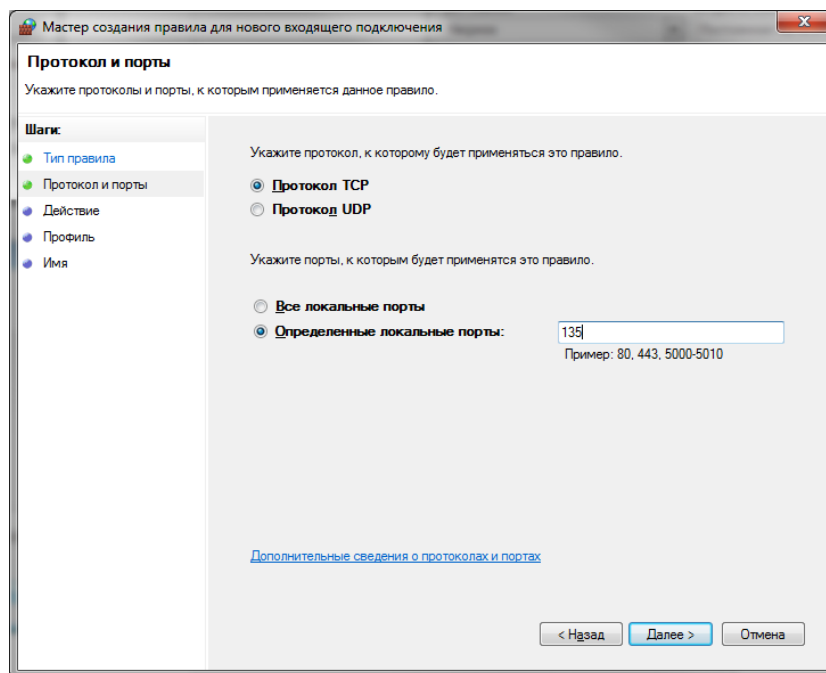 Мастер создания правила для нового входящего подключения
Протокол и порты
Укажите протоколы и порты, к которым применяется данное правило.
Шаги:
Тип правила
Протокол и порты
Действие
Профиль
Имя
Укажите протокол, к которому будет применяться это правило.
Протокол TCP
Протокол UDP
Укажите порты, к которым будет применятся это правило.
Все локальные порты
Определенные локальные порты: 135
Пример: 80, 443, 5000-5010
Дополнительные сведения о протоколах и портах
< Назад Далее > Отмена